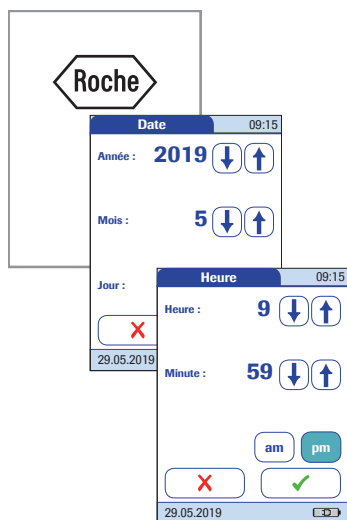 Roche
Date 09:15
Année : 2019
Mois : 5
Jour :
29.05.2019
Heure 09:15
Heure : 9
Minute : 59
am pm
29.05.2019